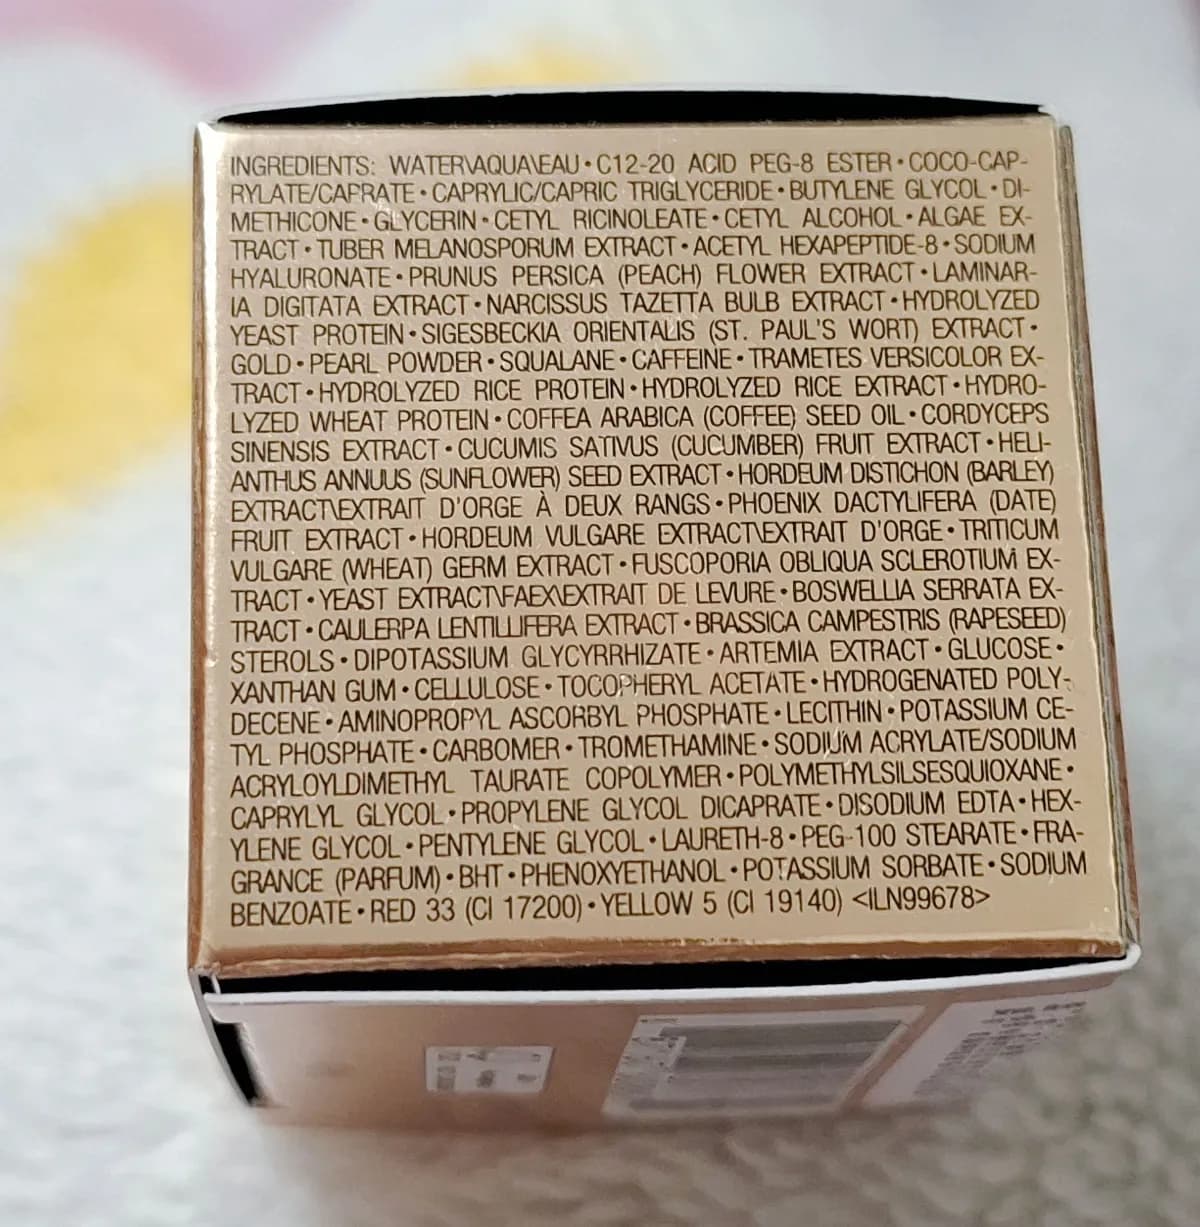 INGREDIENTS: WATER\AQUA\EAU • C12-20 ACID PEG-8 ESTER • COCO-CAP-
RYLATE/CAPRATE • CAPRYLIC/CAPRIC TRIGLYCERIDE • BUTYLENE GLYCOL • DI-
METHICONE • GLYCERIN • CETYL RICINOLEATE • CETYL ALCOHOL • ALGAE EX-
TRACT • TUBER MELANOSPORUM EXTRACT • ACETYL HEXAPEPTIDE-8 • SODIUM
HYALURONATE • PRUNUS PERSICA (PEACH) FLOWER EXTRACT • LAMINAR-
IA DIGITATA EXTRACT • NARCISSUS TAZETTA BULB EXTRACT • HYDROLYZED
YEAST PROTEIN • SIGESBECKIA ORIENTALIS (ST. PAUL'S WORT) EXTRACT •
GOLD • PEARL POWDER • SQUALANE • CAFFEINE • TRAMETES VERSICOLOR EX-
TRACT • HYDROLYZED RICE PROTEIN • HYDROLYZED RICE EXTRACT • HYDRO-
LYZED WHEAT PROTEIN • COFFEA ARABICA (COFFEE) SEED OIL • CORDYCEPS
SINENSIS EXTRACT • CUCUMIS SATIVUS (CUCUMBER) FRUIT EXTRACT • HELI-
ANTHUS ANNUUS (SUNFLOWER) SEED EXTRACT • HORDEUM DISTICHON (BARLEY)
EXTRACT\EXTRAIT D'ORGE À DEUX RANGS • PHOENIX DACTYLIFERA (DATE)
FRUIT EXTRACT • HORDEUM VULGARE EXTRACT\EXTRAIT D'ORGE • TRITICUM
VULGARE (WHEAT) GERM EXTRACT • FUSCOPORIA OBLIQUA SCLEROTIUM EX-
TRACT • YEAST EXTRACT\FAEX\EXTRAIT DE LEVURE • BOSWELLIA SERRATA EX-
TRACT • CAULERPA LENTILLIFERA EXTRACT • BRASSICA CAMPESTRIS (RAPESEED)
STEROLS • DIPOTASSIUM GLYCYRRHIZATE • ARTEMIA EXTRACT • GLUCOSE •
XANTHAN GUM • CELLULOSE • TOCOPHERYL ACETATE • HYDROGENATED POLY-
DECENE • AMINOPROPYL ASCORBYL PHOSPHATE • LECITHIN • POTASSIUM CE-
TYL PHOSPHATE • CARBOMER • TROMETHAMINE • SODIUM ACRYLATE/SODIUM
ACRYLOYLDIMETHYL TAURATE COPOLYMER • POLYMETHYLSILSESQUIOXANE •
CAPRYLYL GLYCOL • PROPYLENE GLYCOL DICAPRATE • DISODIUM EDTA • HEX-
YLENE GLYCOL • PENTYLENE GLYCOL • LAURETH-8 • PEG-100 STEARATE • FRA-
GRANCE (PARFUM) • BHT • PHENOXYETHANOL • POTASSIUM SORBATE • SODIUM
BENZOATE • RED 33 (CI 17200) • YELLOW 5 (CI 19140) <ILN99678>